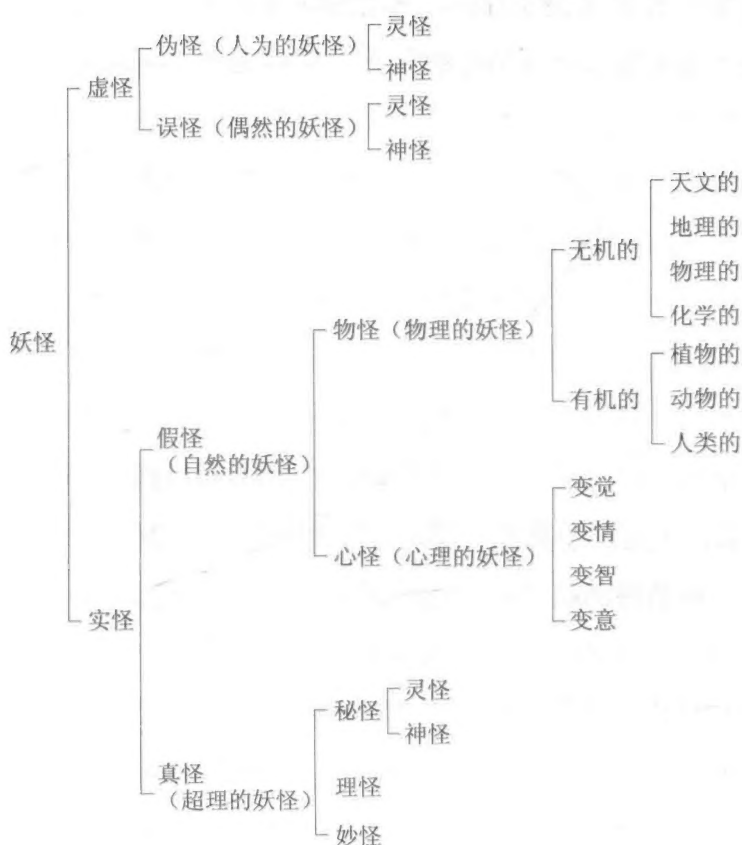 灵怪
伪怪（人为的妖怪）
神怪
虚怪
灵怪
误怪（偶然的妖怪）
神怪
天文的
地理的
无机的
物理的
化学的
物怪（物理的妖怪）
妖怪
植物的
有机的
动物的
人类的
假怪
（自然的妖怪）
变觉
变情
心怪（心理的妖怪）
变智
实怪
变意
灵怪
秘怪
神怪
真怪
（超理的妖怪）
理怪
妙怪